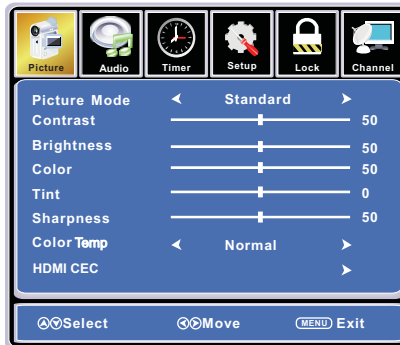 Picture Audio Timer Setup Lock Channel
Picture Mode Standard
Contrast 50
Brightness 50
Color 50
Tint 0
Sharpness 50
Color Temp Normal
HDMI CEC
Select Move MENU Exit